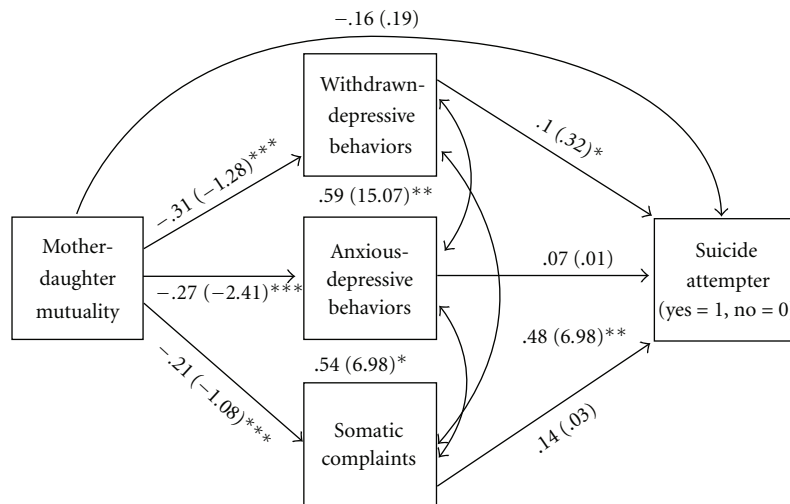 −.16 (.19)
Withdrawn-
depressive
behaviors
−.31 (−1.28)***
.1 (.32)*
.59 (15.07)**
Mother-
daughter
mutuality
Anxious-
depressive
behaviors
−.27 (−2.41)***
.07 (.01)
Suicide
attempter
(yes = 1, no = 0
.48 (6.98)**
.54 (6.98)*
−.21 (−1.08)***
Somatic
complaints
.14 (.03)